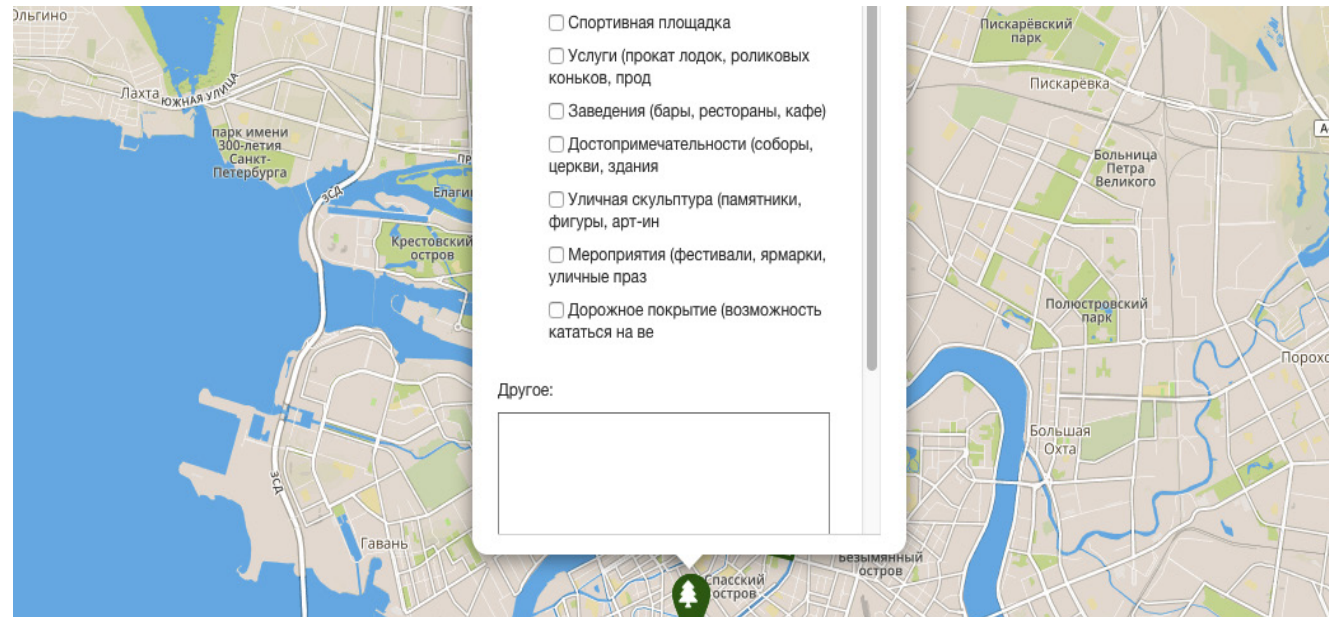 Ольгино
Лахта
ЮЖНАЯ УЛИЦА
парк имени
300-летия
Санкт-
Петербурга
ЗСД
Крестовский
остров
ЗСД
Гавань
Спортивная площадка
Услуги (прокат лодок, роликовых
коньков, прод
Заведения (бары, рестораны, кафе)
Достопримечательности (соборы,
церкви, здания
Уличная скульптура (памятники,
фигуры, арт-ин
Мероприятия (фестивали, ярмарки,
уличные праз
Дорожное покрытие (возможность
кататься на ве
Другое:
Пискарёвский
парк
Пискарёвка
Больница
Петра
Великого
Полюстровский
парк
Большая
Охта
Безымянный
остров
Спасский
остров